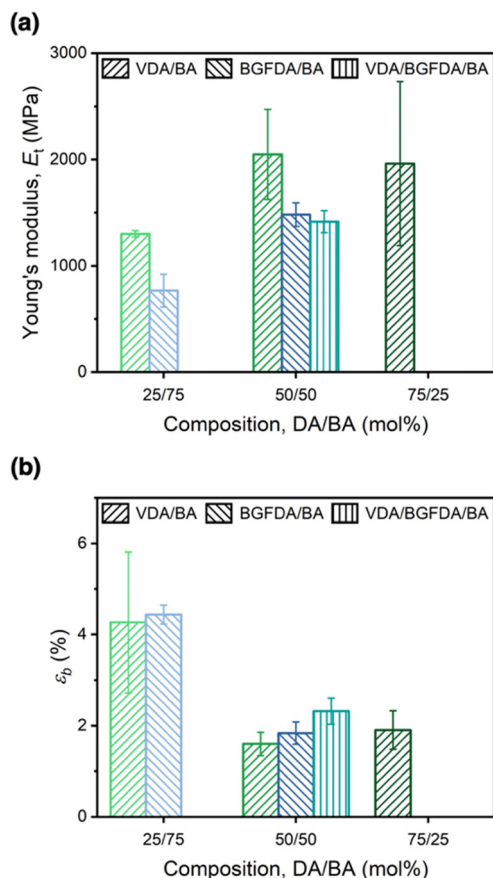 (a)
3000
VDA/BA BGFDA/BA VDA/BGFDA/BA
2000
1000
0
Young's modulus, Eₜ (MPa)
25/75 50/50 75/25
Composition, DA/BA (mol%)
(b)
VDA/BA BGFDA/BA VDA/BGFDA/BA
6
4
2
0
ε_b (%)
25/75 50/50 75/25
Composition, DA/BA (mol%)